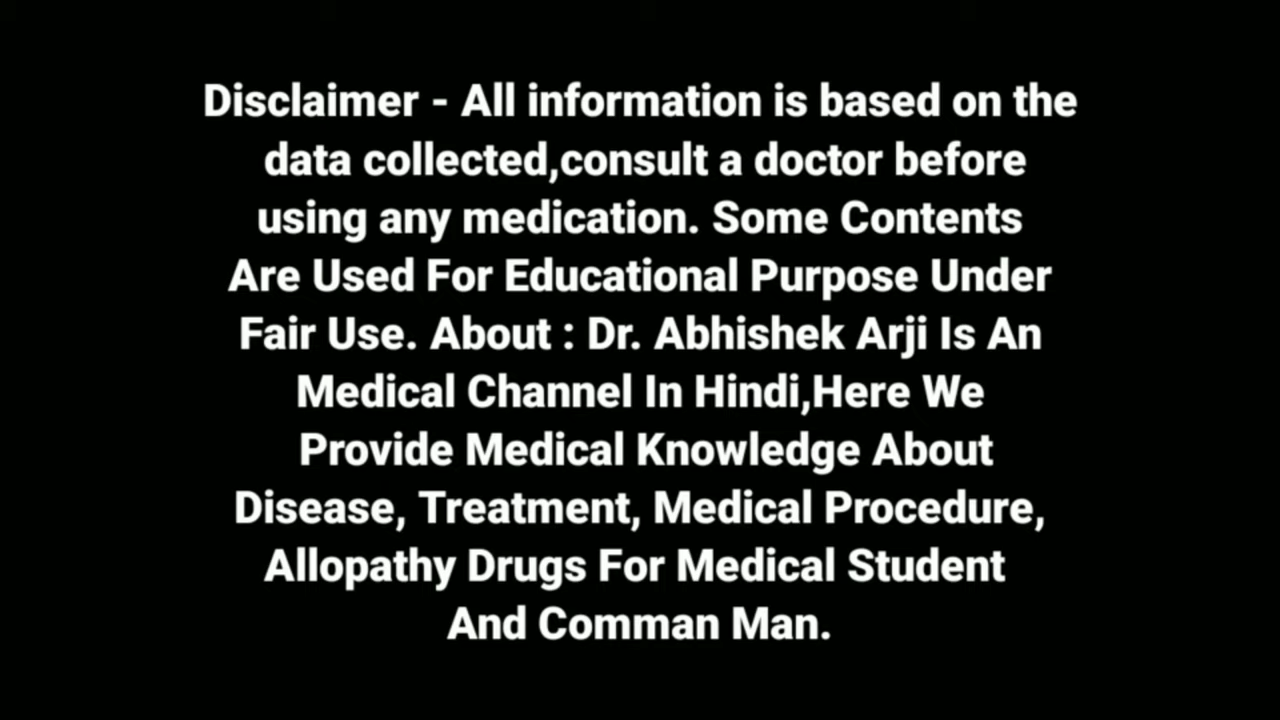 Disclaimer - All information is based on the
data collected,consult a doctor before
using any medication. Some Contents
Are Used For Educational Purpose Under
Fair Use. About : Dr. Abhishek Arji Is An
Medical Channel In Hindi,Here We
Provide Medical Knowledge About
Disease, Treatment, Medical Procedure,
Allopathy Drugs For Medical Student
And Comman Man.